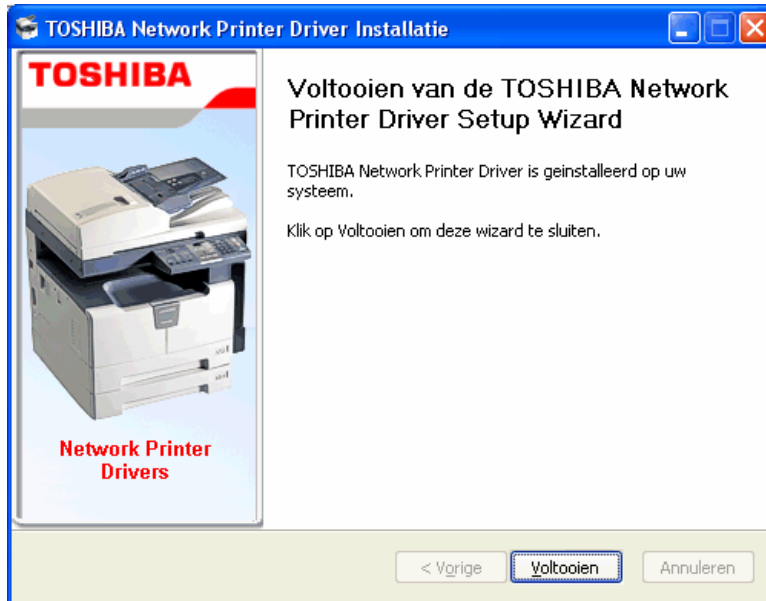 TOSHIBA Network Printer Driver Installatie
TOSHIBA
Network Printer
Drivers
Voltooien van de TOSHIBA Network
Printer Driver Setup Wizard
TOSHIBA Network Printer Driver is geinstalleerd op uw
systeem.
Klik op Voltooien om deze wizard te sluiten.
< Vorige
Voltooien
Annuleren